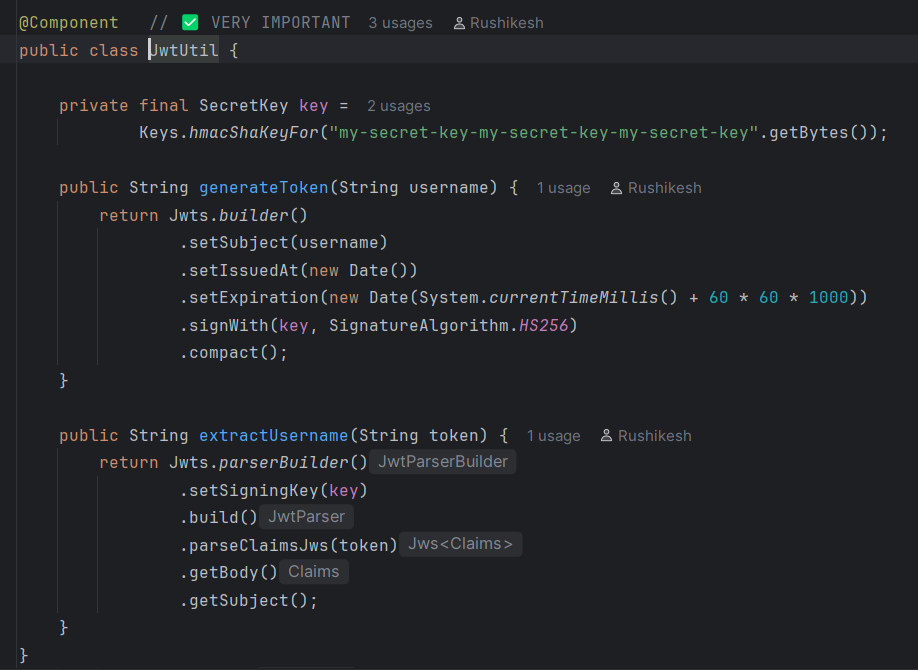 @Component   // ✅ VERY IMPORTANT  3 usages  Rushikesh
public class JwtUtil {
    private final SecretKey key =  2 usages
            Keys.hmacShaKeyFor("my-secret-key-my-secret-key-my-secret-key".getBytes());
    public String generateToken(String username) {  1 usage  Rushikesh
        return Jwts.builder()
                .setSubject(username)
                .setIssuedAt(new Date())
                .setExpiration(new Date(System.currentTimeMillis() + 60 * 60 * 1000))
                .signWith(key, SignatureAlgorithm.HS256)
                .compact();
    }
    public String extractUsername(String token) {  1 usage  Rushikesh
        return Jwts.parserBuilder() JwtParserBuilder
                .setSigningKey(key)
                .build() JwtParser
                .parseClaimsJws(token) Jws<Claims>
                .getBody() Claims
                .getSubject();
    }
}